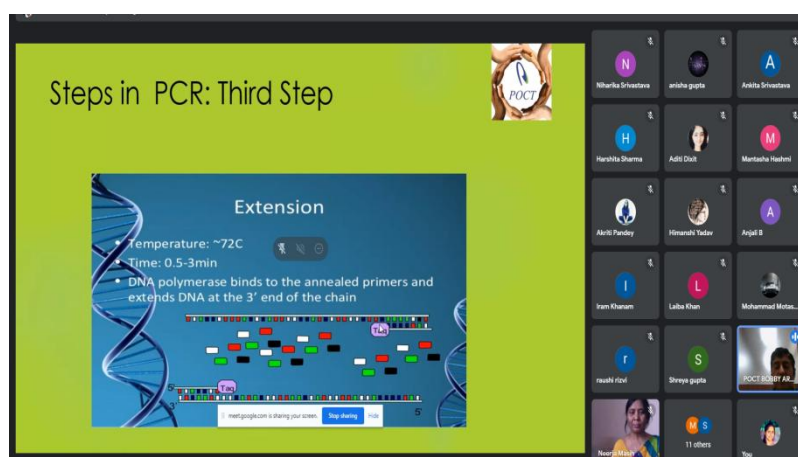 Steps in PCR: Third Step
POCT
Extension
Temperature: ~72C
Time: 0.5-3min
DNA polymerase binds to the annealed primers and
extends DNA at the 3' end of the chain
Taq
5'
Taq
3'
5'
meet.google.com is sharing your screen.
Stop sharing
Hide
N
A
Niharika Srivastava
anisha gupta
Ankita Srivastava
H
M
Harshita Sharma
Aditi Dixit
Mantasha Hashmi
A
Akriti Pandey
Himanshi Yadav
Anjali B
I
L
Iram Khanam
Laiba Khan
Mohammad Motas...
r
S
raushi rizvi
Shreya gupta
POCT BOBBY AR...
M
S
Neerja Masih
11 others
You